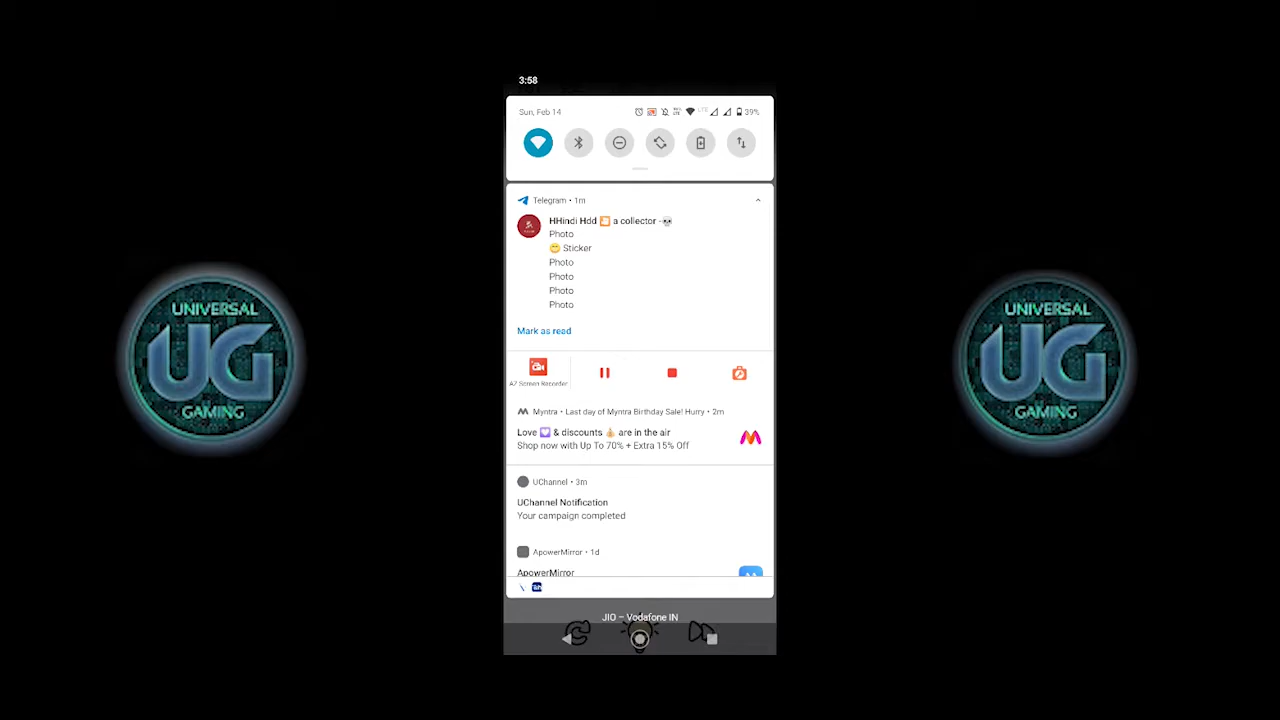 3:58
Sun, Feb 14
39%
Telegram • 1m
HHindi Hdd a collector -
Photo
Sticker
Photo
Photo
Photo
Photo
Mark as read
AZ Screen Recorder
Myntra • Last day of Myntra Birthday Sale! Hurry • 2m
Love & discounts are in the air
Shop now with Up To 70% + Extra 15% Off
UChannel • 3m
UChannel Notification
Your campaign completed
ApowerMirror • 1d
ApowerMirror
JIO – Vodafone IN
UNIVERSAL
UG
GAMING
UNIVERSAL
UG
GAMING